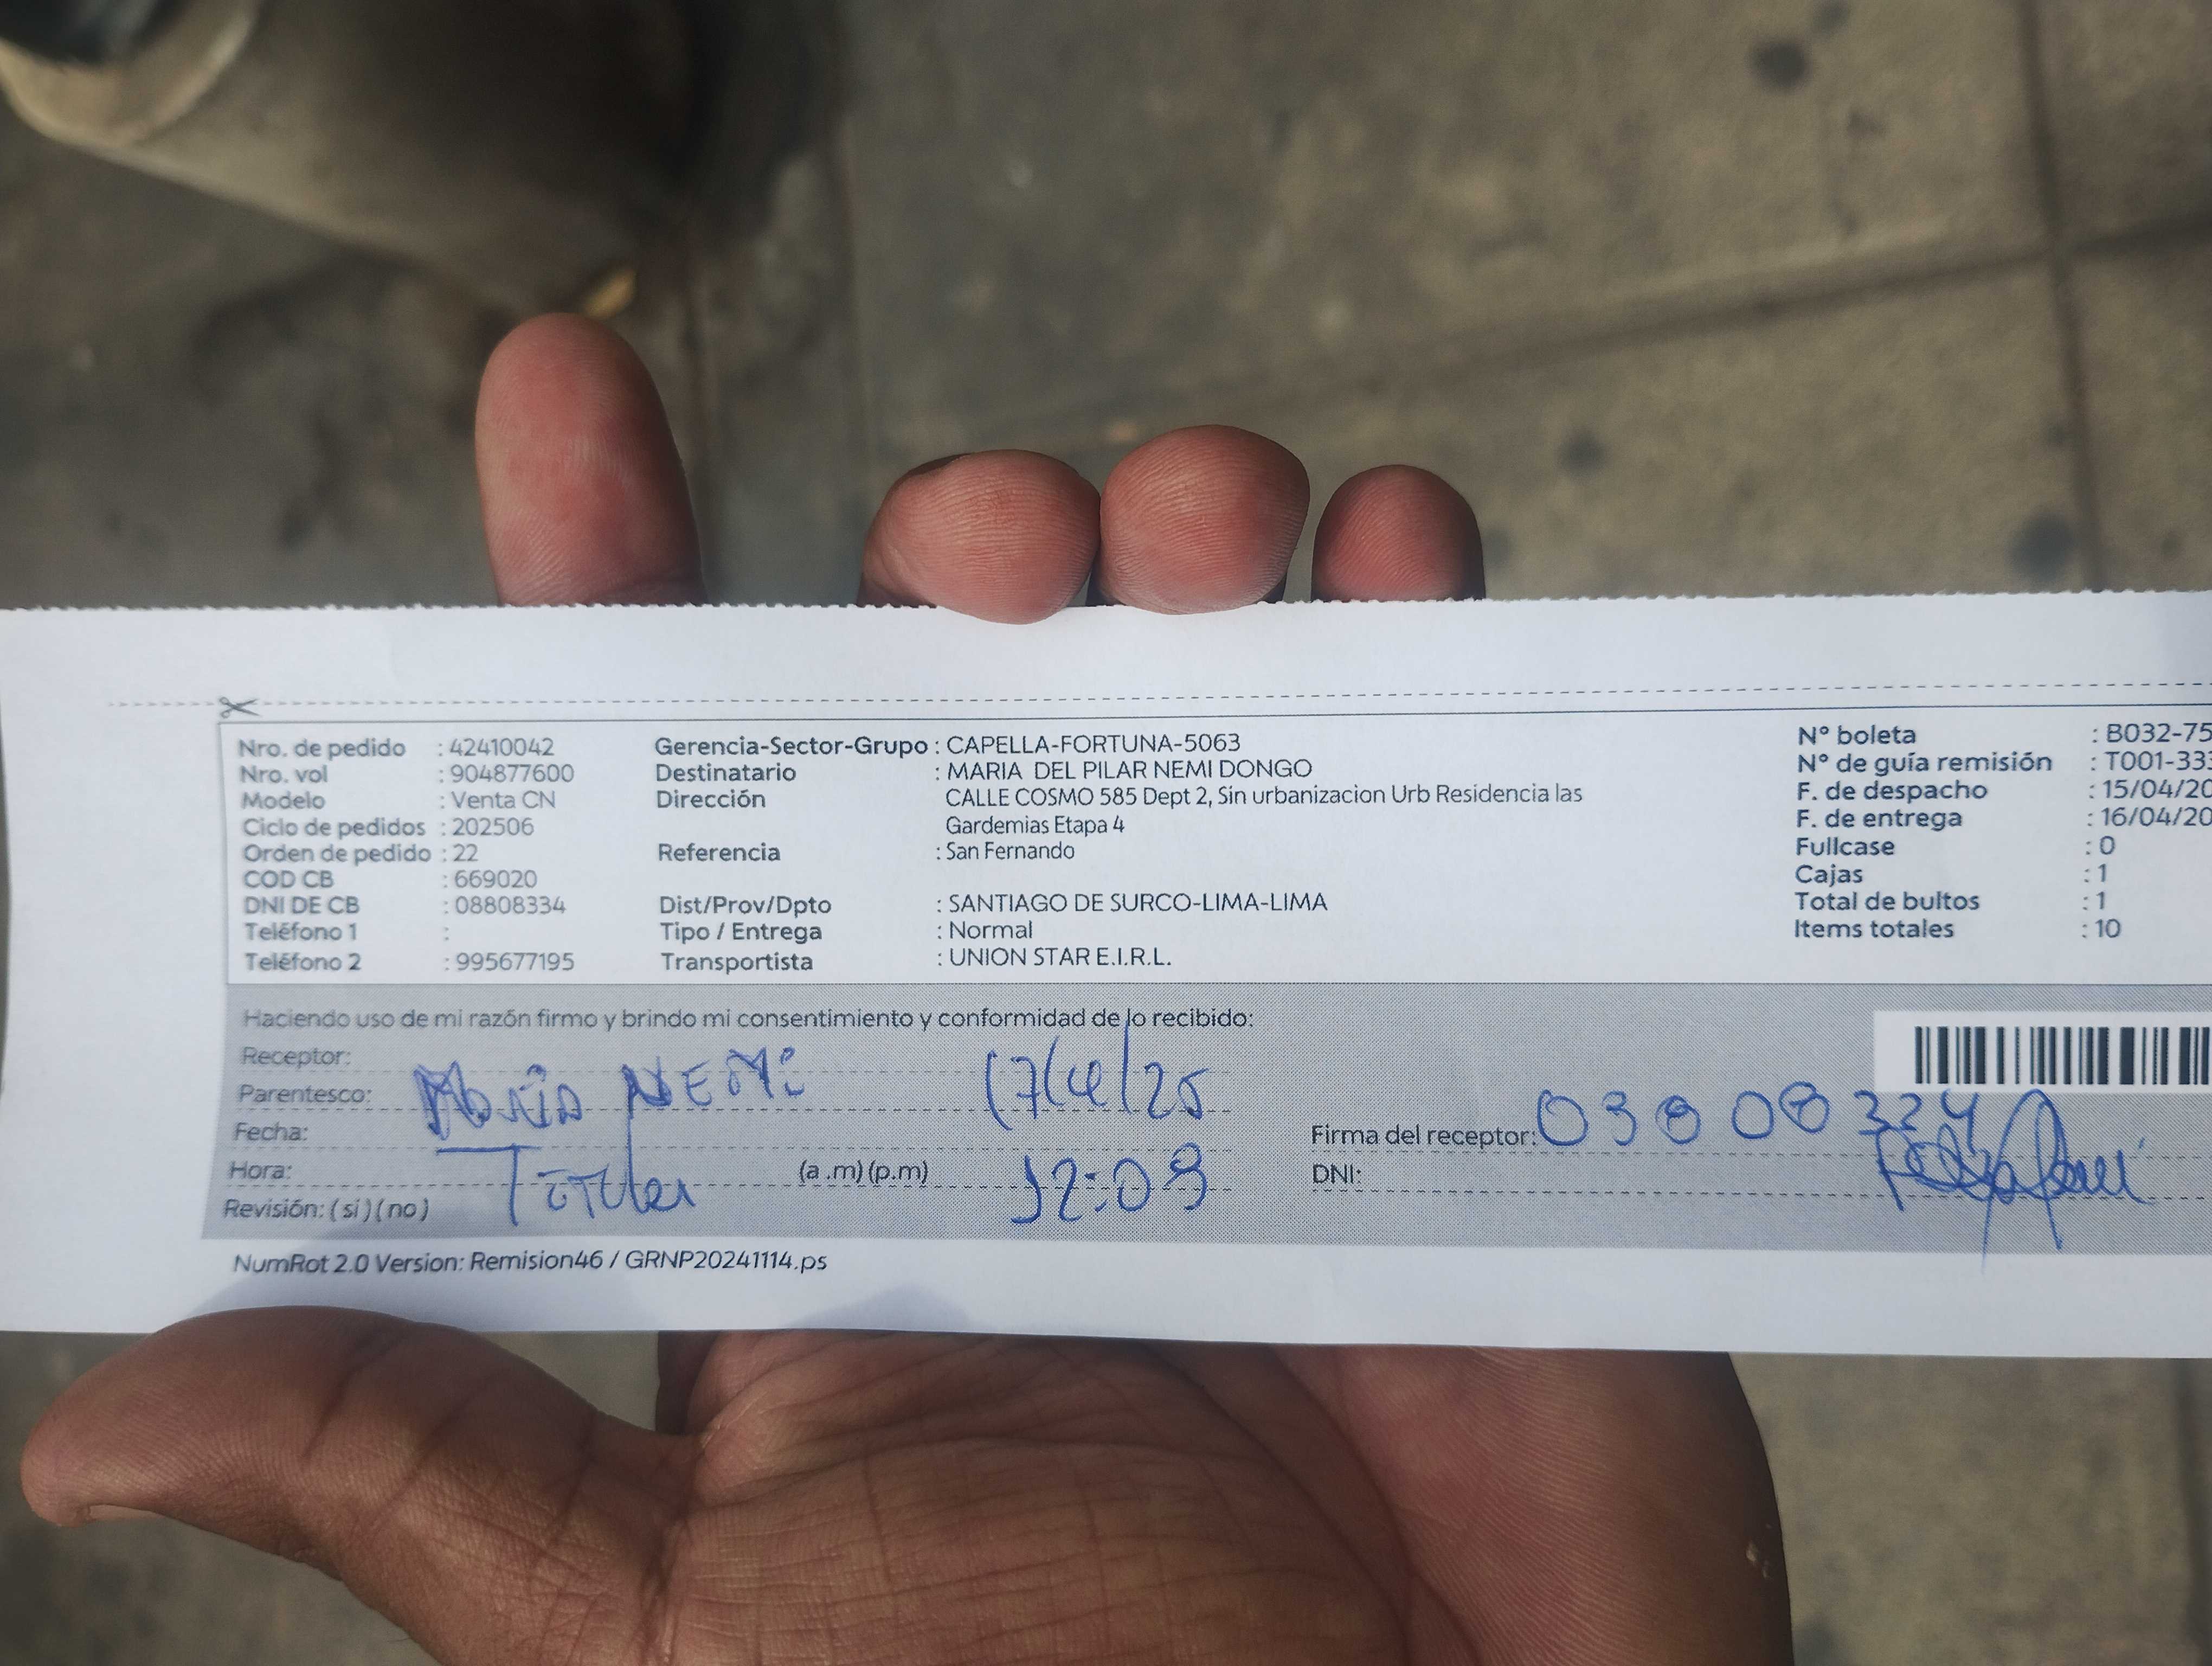 Nro. de pedido : 42410042 Gerencia-Sector-Grupo : CAPELLA-FORTUNA-5063 N° boleta : B032-75
Nro. vol : 904877600 Destinatario : MARIA DEL PILAR NEMI DONGO N° de guía remisión : T001-333
Modelo : Venta CN Dirección CALLE COSMO 585 Dept 2, Sin urbanizacion Urb Residencia las F. de despacho : 15/04/20
Ciclo de pedidos : 202506 Gardemias Etapa 4 F. de entrega : 16/04/20
Orden de pedido : 22 Referencia : San Fernando Fullcase : 0
COD CB : 669020 Cajas : 1
DNI DE CB : 08808334 Dist/Prov/Dpto : SANTIAGO DE SURCO-LIMA-LIMA Total de bultos : 1
Teléfono 1 : Tipo / Entrega : Normal Items totales : 10
Teléfono 2 : 995677195 Transportista : UNION STAR E.I.R.L.
Haciendo uso de mi razón firmo y brindo mi consentimiento y conformidad de lo recibido:
Receptor:
Parentesco: Maria NEMi 17/4/25
Fecha: Firma del receptor:
Hora: (a .m) (p.m) 12:09 DNI:
Revisión: ( si ) ( no )
NumRot 2.0 Version: Remision46 / GRNP20241114.ps